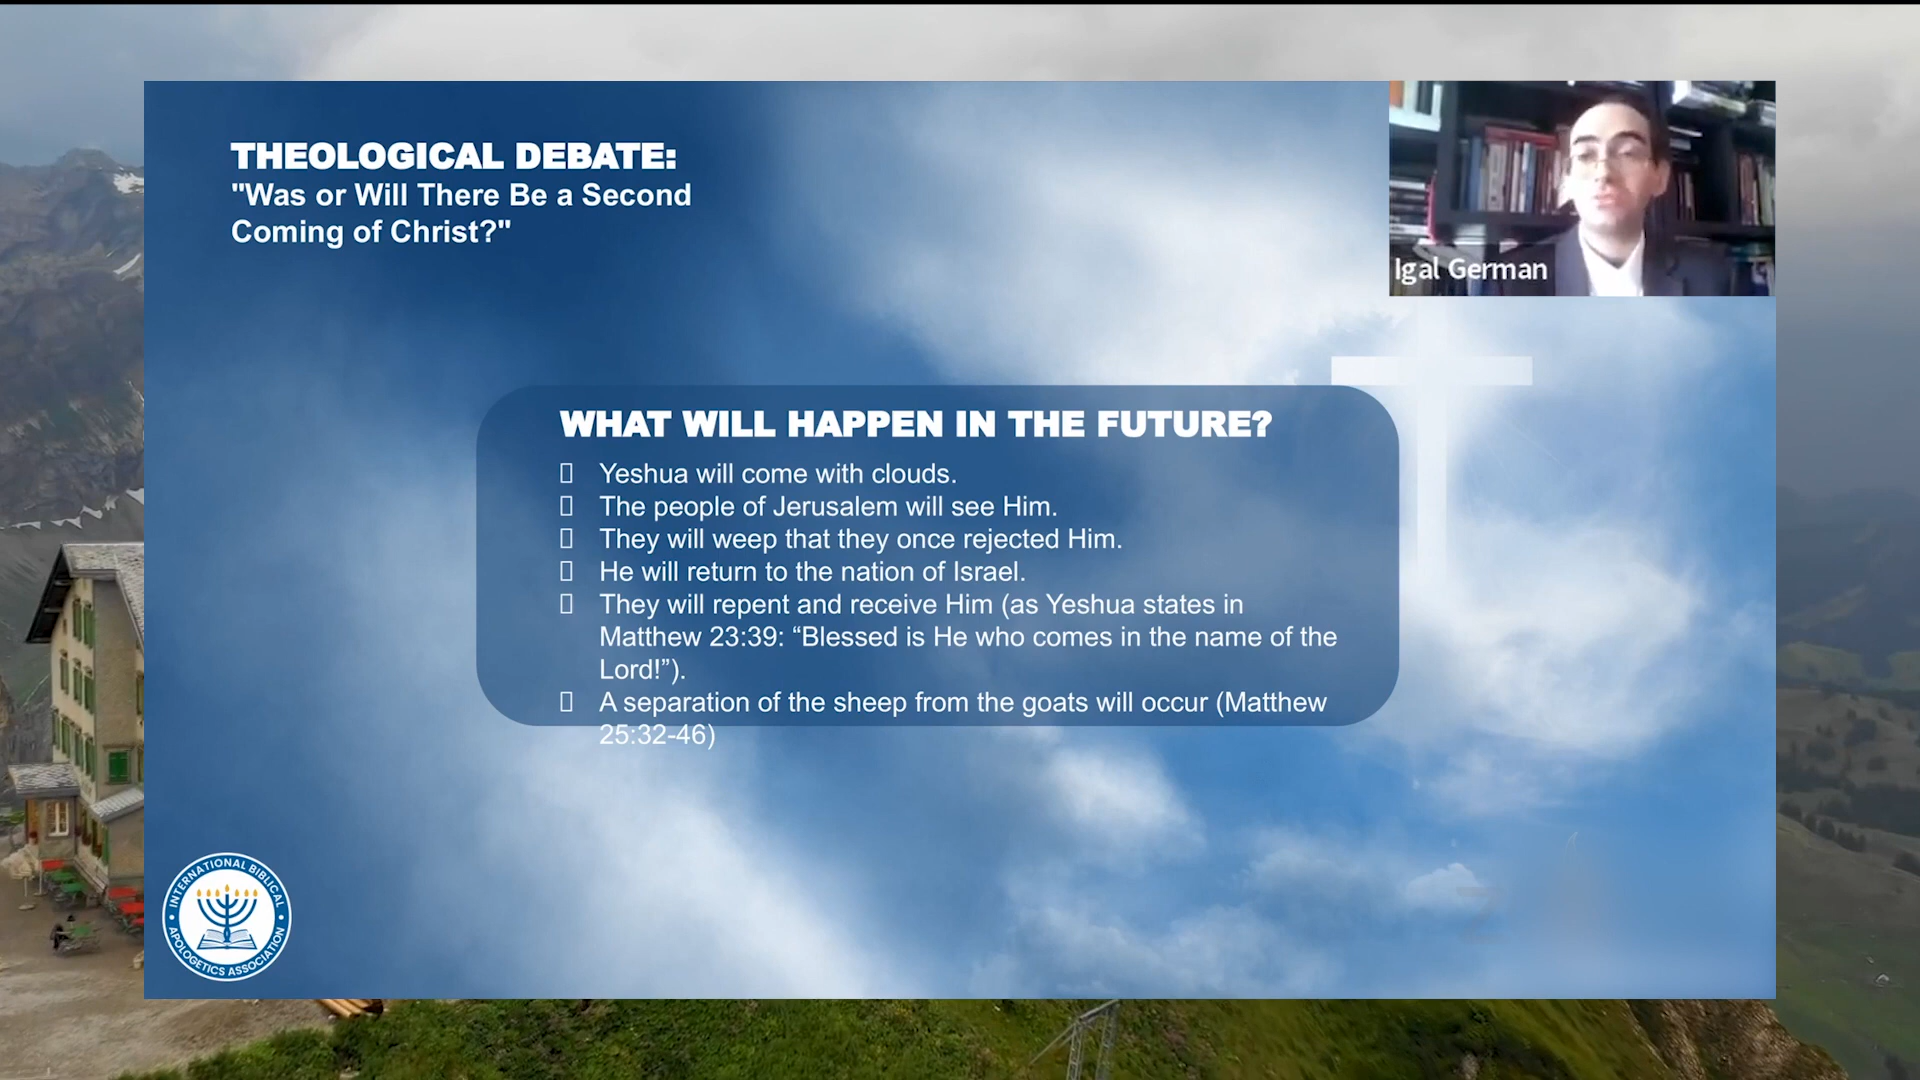 THEOLOGICAL DEBATE:
"Was or Will There Be a Second
Coming of Christ?"
Igal German
WHAT WILL HAPPEN IN THE FUTURE?
Yeshua will come with clouds.
The people of Jerusalem will see Him.
They will weep that they once rejected Him.
He will return to the nation of Israel.
They will repent and receive Him (as Yeshua states in
Matthew 23:39: “Blessed is He who comes in the name of the
Lord!”).
A separation of the sheep from the goats will occur (Matthew
25:32-46)
INTERNATIONAL BIBLICAL
APOLOGETICS ASSOCIATION